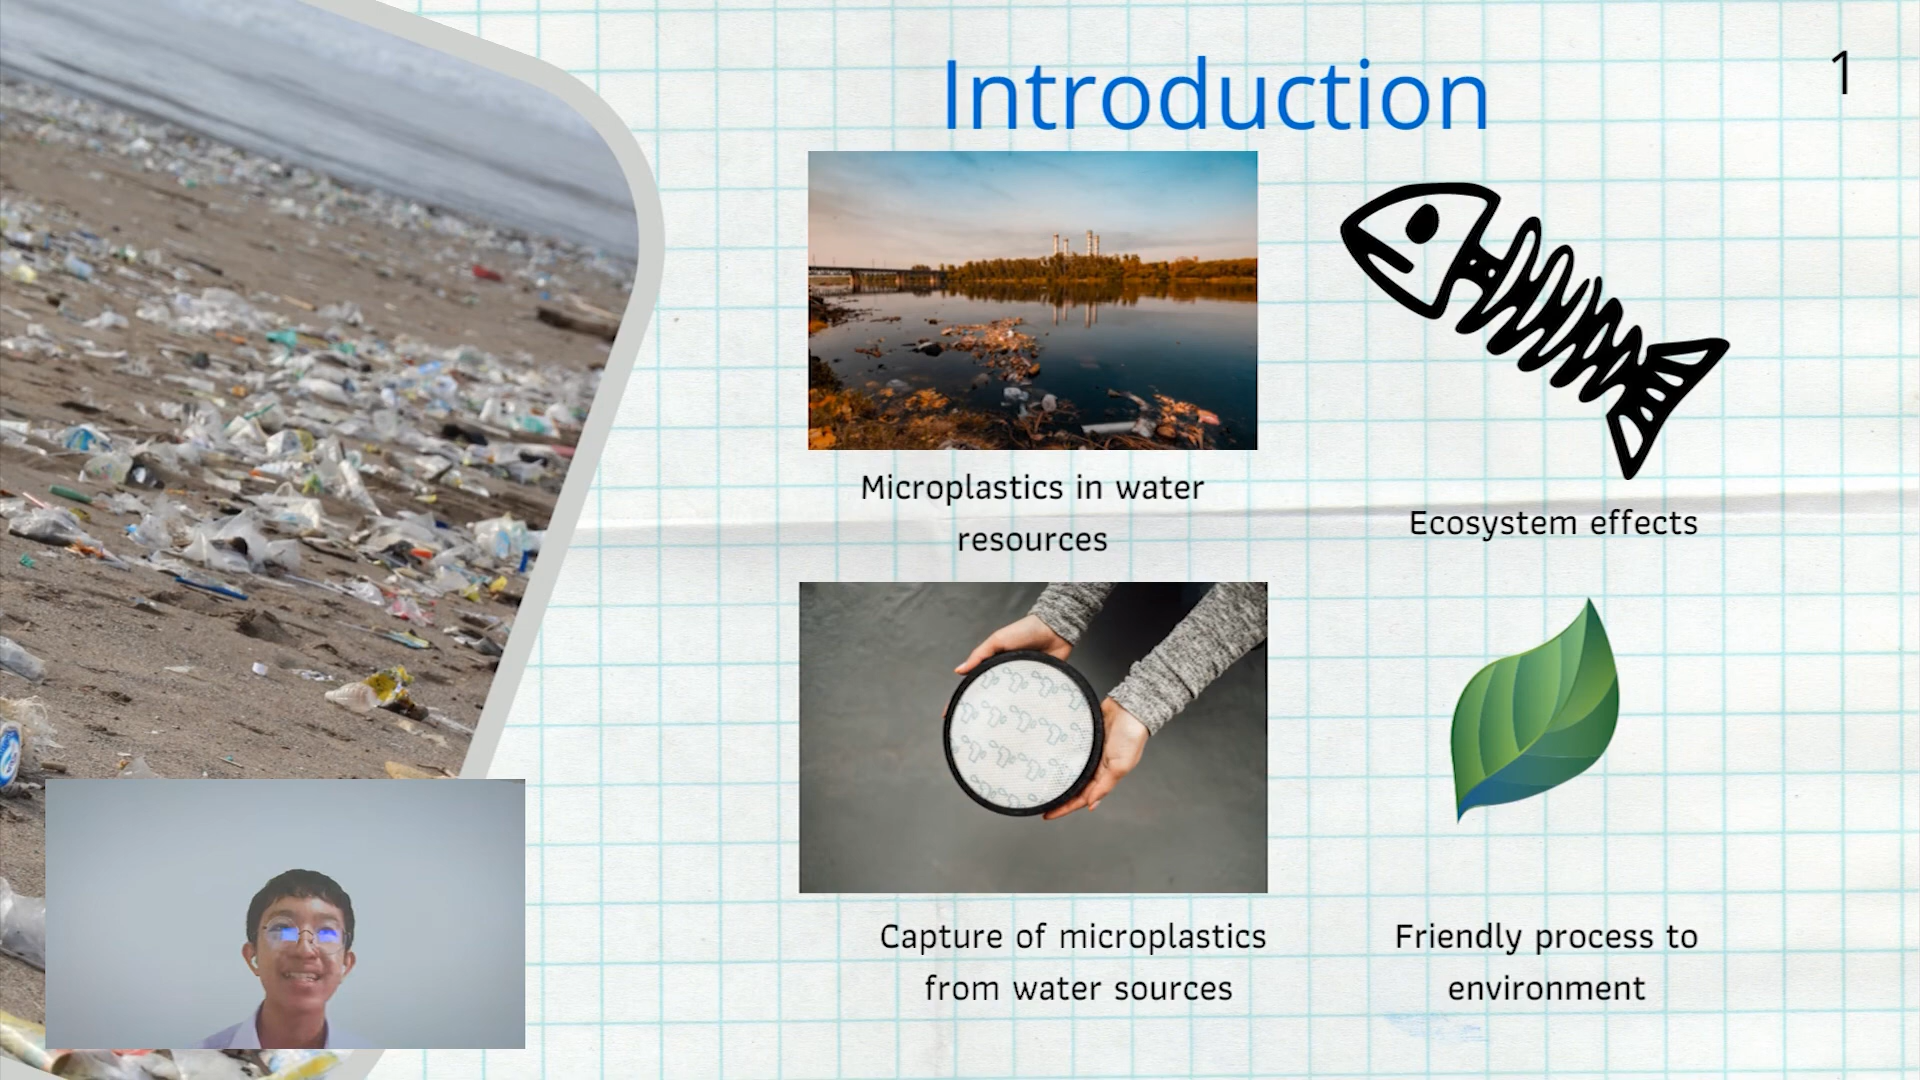 Introduction
1
Microplastics in water
resources
Ecosystem effects
Capture of microplastics
from water sources
Friendly process to
environment